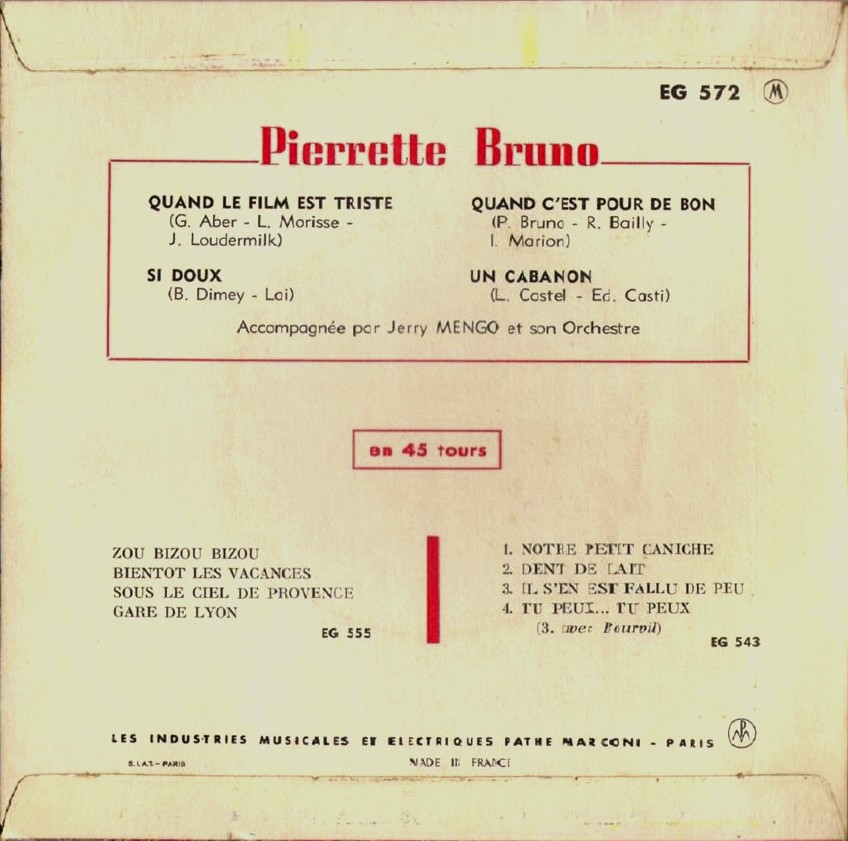 EG 572 M
Pierrette Bruno
QUAND LE FILM EST TRISTE
(G. Aber - L. Morisse -
J. Loudermilk)
SI DOUX
(B. Dimey - Lai)
QUAND C'EST POUR DE BON
(P. Bruno - R. Bailly -
I. Marion)
UN CABANON
(L. Costel - Ed. Casti)
Accompagnée par Jerry MENGO et son Orchestre
en 45 tours
ZOU BIZOU BIZOU
BIENTOT LES VACANCES
SOUS LE CIEL DE PROVENCE
GARE DE LYON
EG 555
1. NOTRE PETIT CANICHE
2. DENT DE LAIT
3. IL S'EN EST FALLU DE PEU
4. TU PEUX... TU PEUX
(3. avec Bourvil)
EG 543
LES INDUSTRIES MUSICALES ET ELECTRIQUES PATHE MARCONI - PARIS
S.I.A.T. - PARIS
MADE IN FRANCE